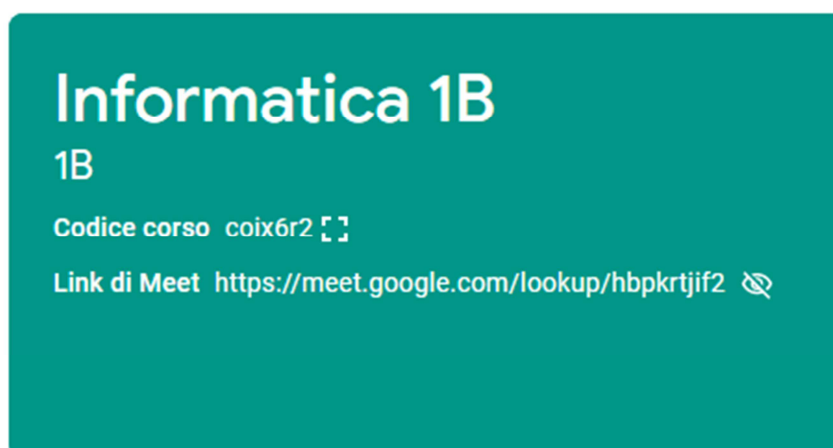 Informatica 1B
1B
Codice corso coix6r2
Link di Meet https://meet.google.com/lookup/hbpkrtjif2